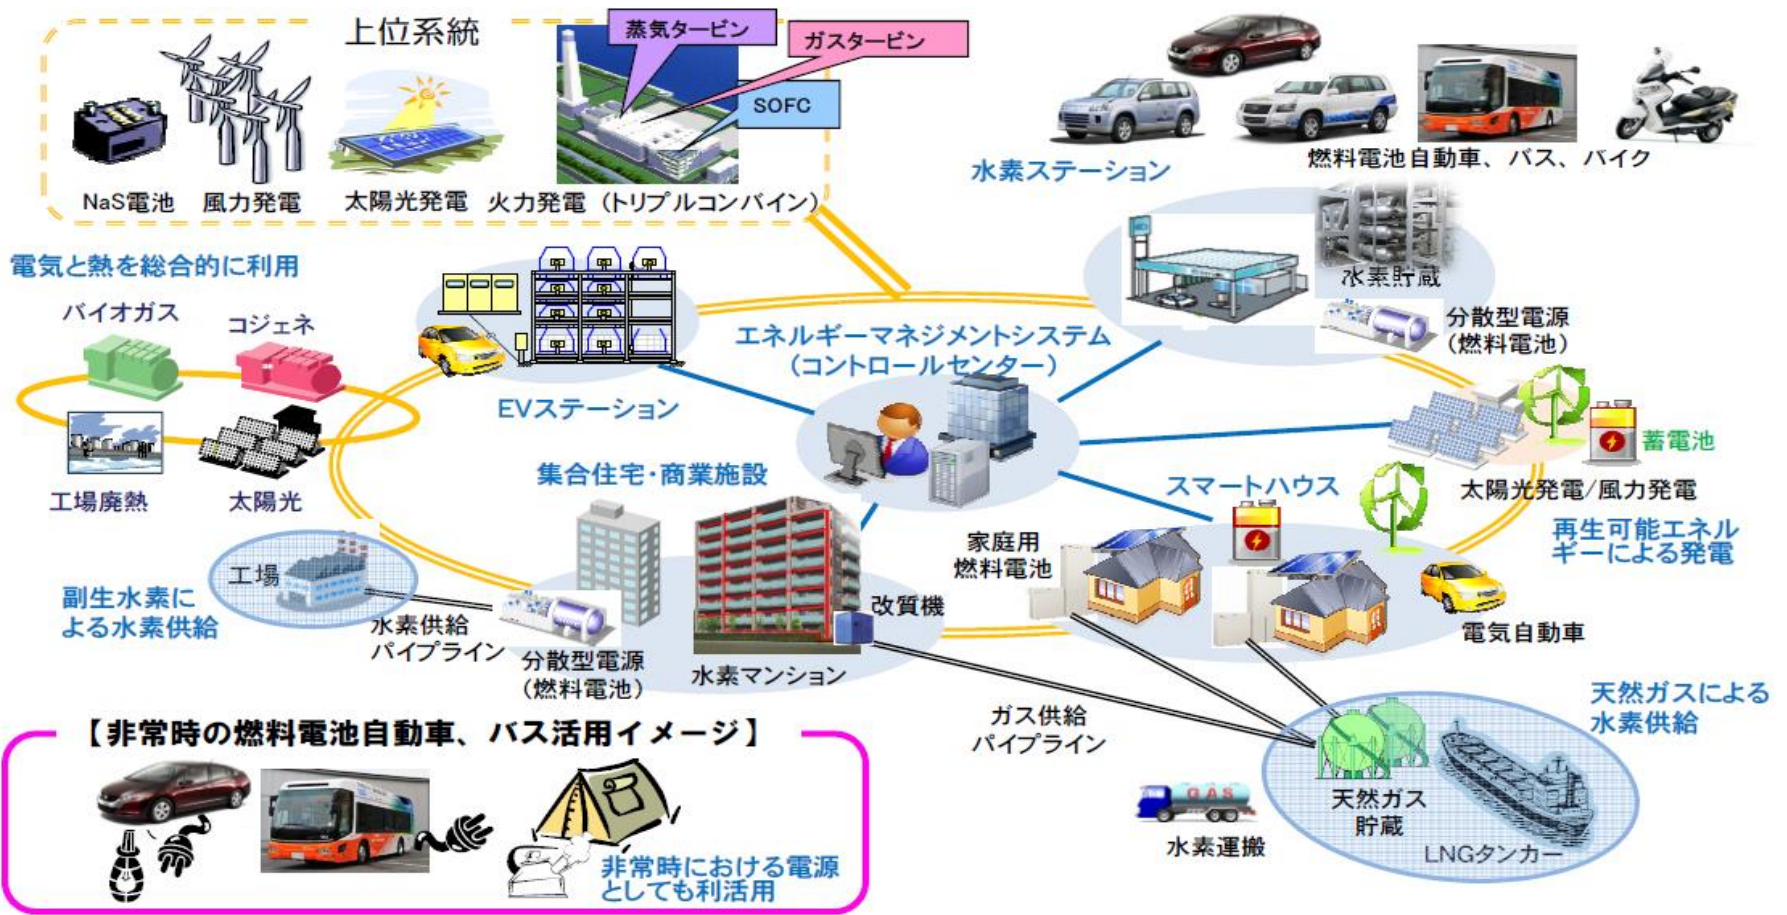 上位系統
蒸気タービン
ガスタービン
SOFC
NaS電池
風力発電
太陽光発電
火力発電(トリプルコンバイン)
水素ステーション
燃料電池自動車、バス、バイク
水素貯蔵
分散型電源
(燃料電池)
電気と熱を総合的に利用
バイオガス
コジェネ
工場廃熱
太陽光
EVステーション
エネルギーマネジメントシステム
(コントロールセンター)
蓄電池
太陽光発電/風力発電
再生可能エネル
ギーによる発電
集合住宅・商業施設
スマートハウス
家庭用
燃料電池
電気自動車
工場
副生水素に
よる水素供給
水素供給
パイプライン
分散型電源
(燃料電池)
水素マンション
改質機
ガス供給
パイプライン
天然ガスによる
水素供給
天然ガス
貯蔵
LNGタンカー
GAS
水素運搬
【非常時の燃料電池自動車、バス活用イメージ】
非常時における電源
としても利活用